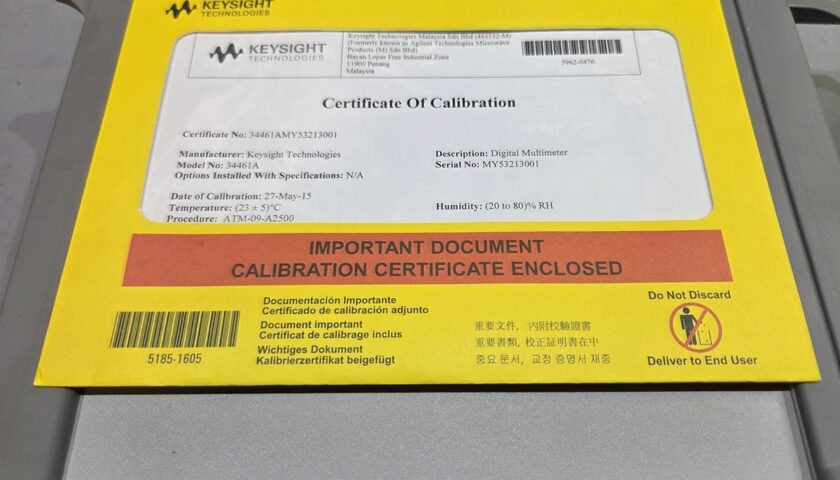 KEYSIGHT
TECHNOLOGIES
KEYSIGHT
TECHNOLOGIES
Keysight Technologies Malaysia Sdn Bhd (463532-M)
(Formerly known as Agilent Technologies Microwave
Products (M) Sdn Bhd)
Bayan Lepas Free Industrial Zone
11900 Penang
Malaysia
5962-0476
Certificate Of Calibration
Certificate No: 34461AMY53213001
Manufacturer: Keysight Technologies
Description: Digital Multimeter
Model No: 34461A
Serial No: MY53213001
Options Installed With Specifications: N/A
Date of Calibration: 27-May-15
Temperature: (23 ± 5)°C
Humidity: (20 to 80)% RH
Procedure: ATM-09-A2500
IMPORTANT DOCUMENT
CALIBRATION CERTIFICATE ENCLOSED
5185-1605
Documentación Importante
Certificado de calibración adjunto
Document important
Certificat de calibrage inclus
Wichtiges Dokument
Kalibrierzertifikat beigefügt
重要文件，內附校驗證書
重要書類，校正証明書在中
중요 문서, 교정 증명서 재중
Do Not Discard
Deliver to End User